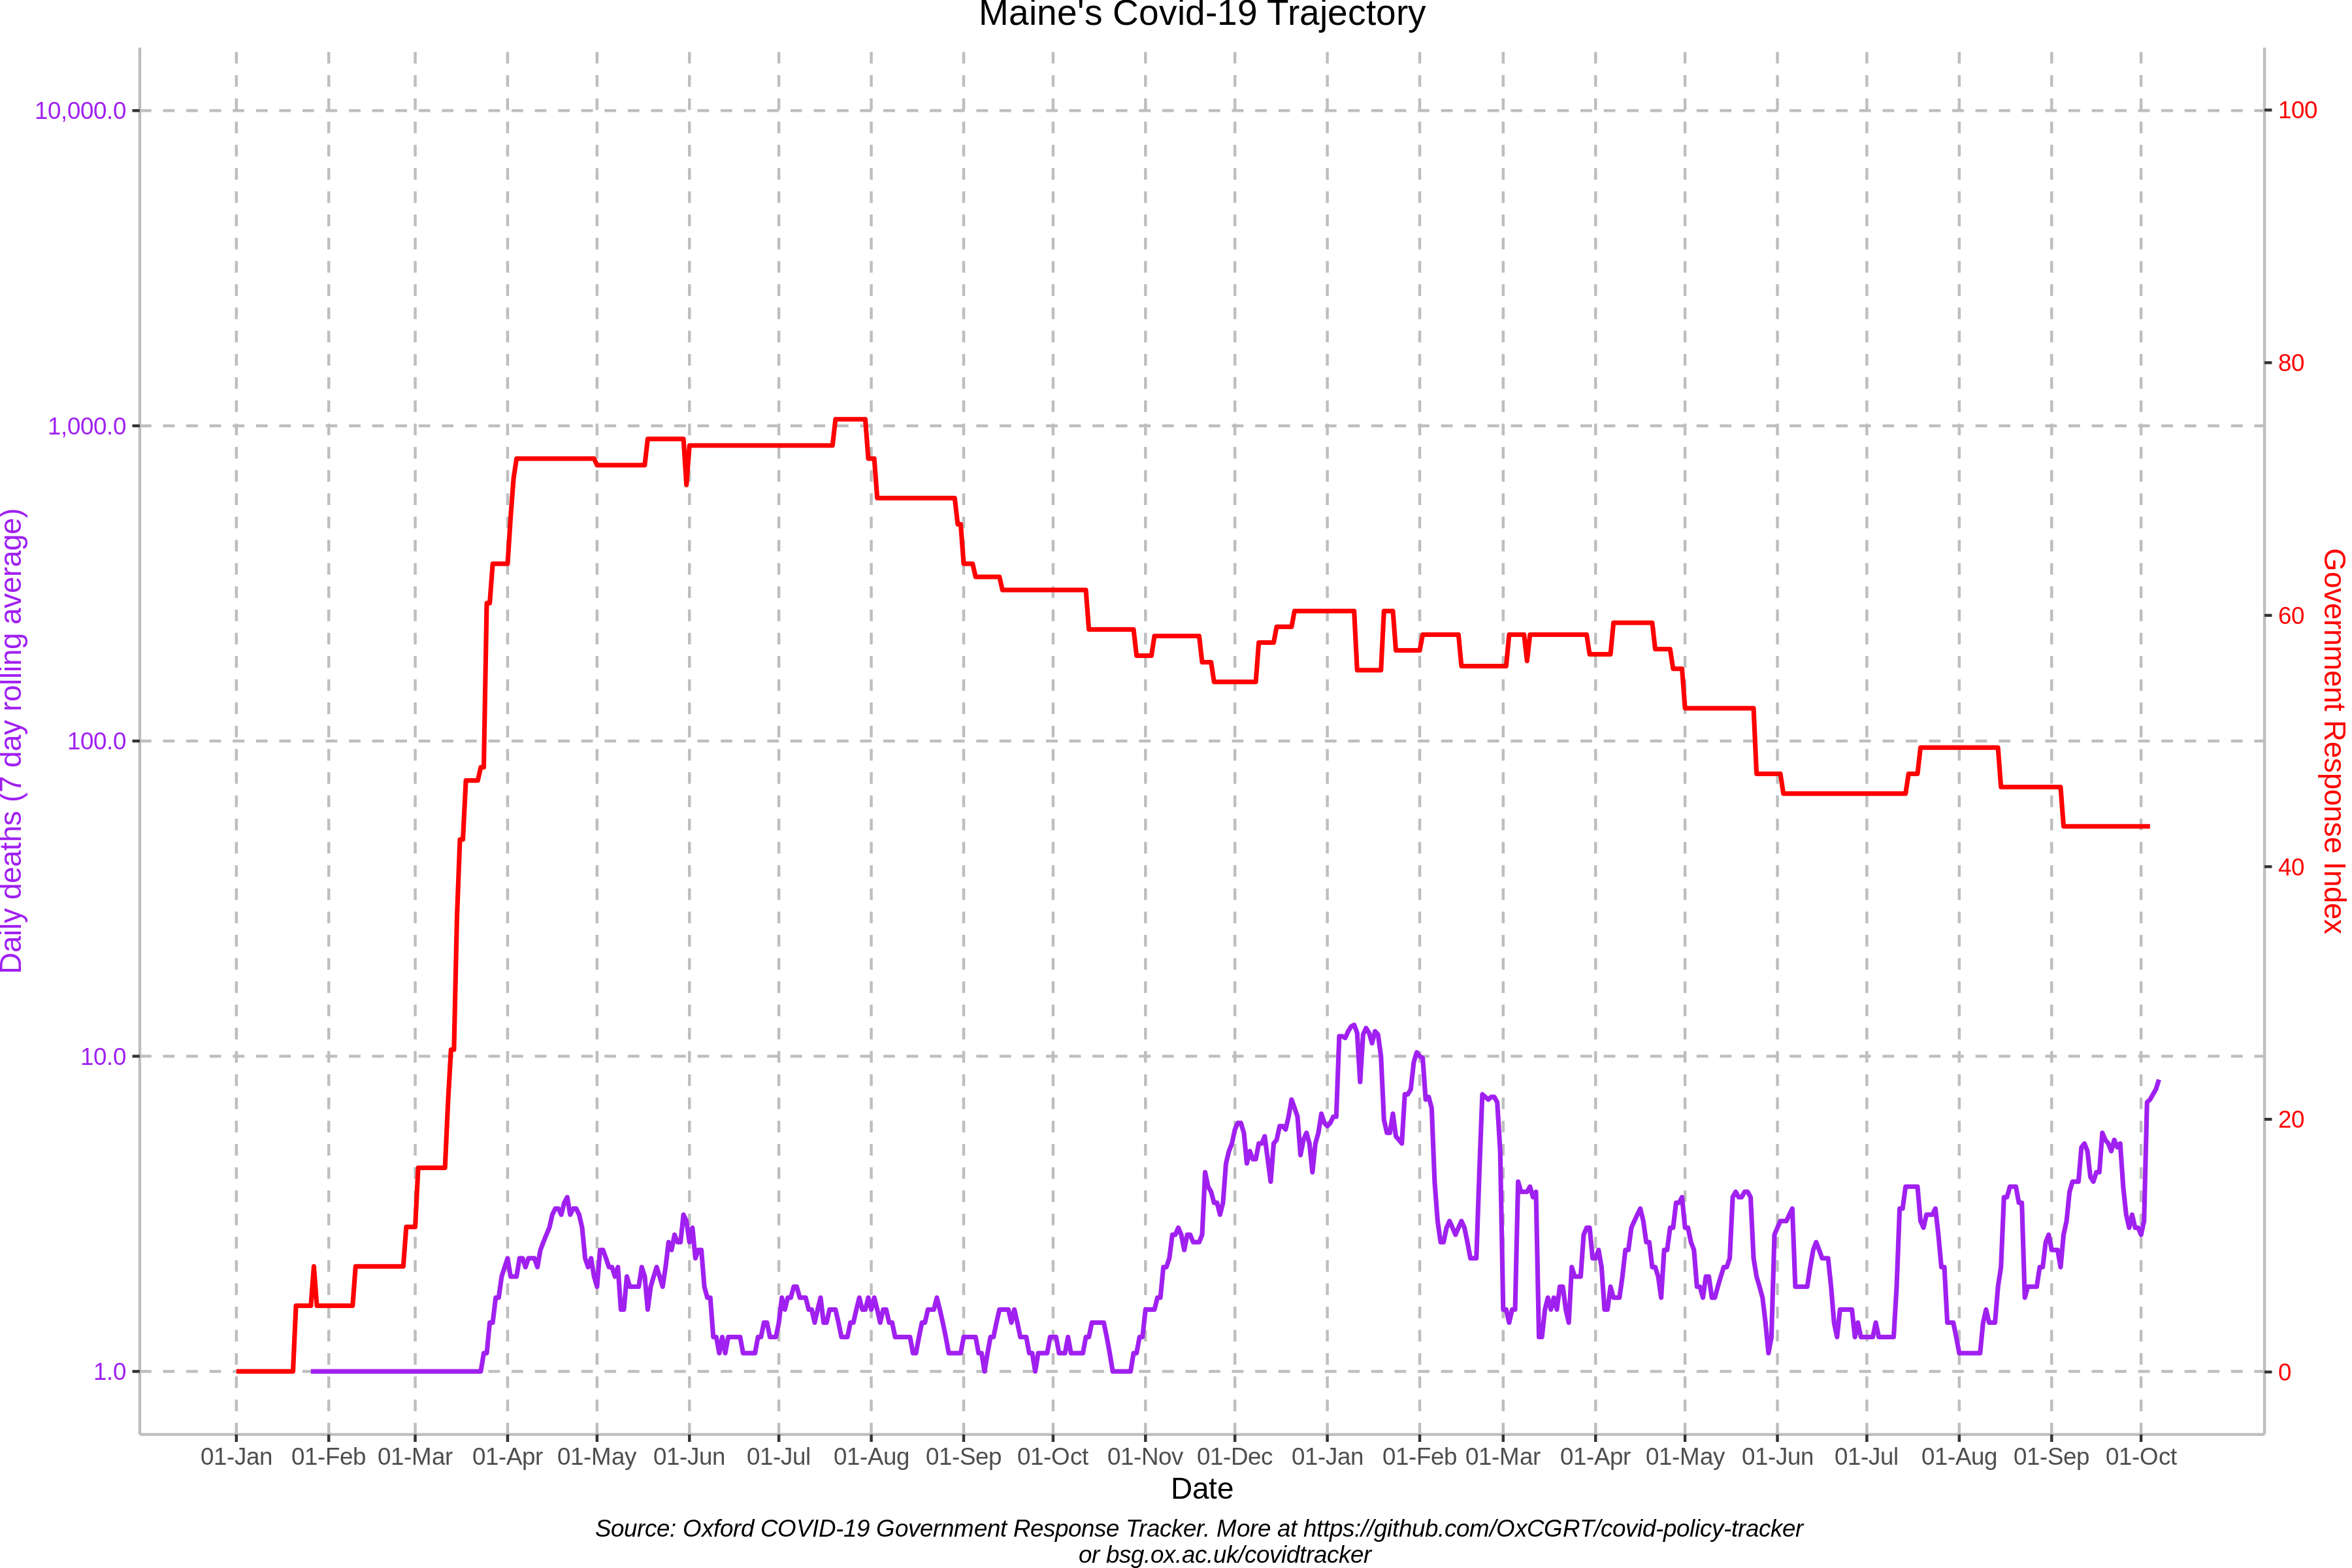 Maine's Covid-19 Trajectory
10,000.0
1,000.0
100.0
10.0
1.0
Daily deaths (7 day rolling average)
100
80
60
40
20
0
Government Response Index
01-Jan 01-Feb 01-Mar 01-Apr 01-May 01-Jun 01-Jul 01-Aug 01-Sep 01-Oct 01-Nov 01-Dec 01-Jan 01-Feb 01-Mar 01-Apr 01-May 01-Jun 01-Jul 01-Aug 01-Sep 01-Oct
Date
Source: Oxford COVID-19 Government Response Tracker. More at https://github.com/OxCGRT/covid-policy-tracker
or bsg.ox.ac.uk/covidtracker